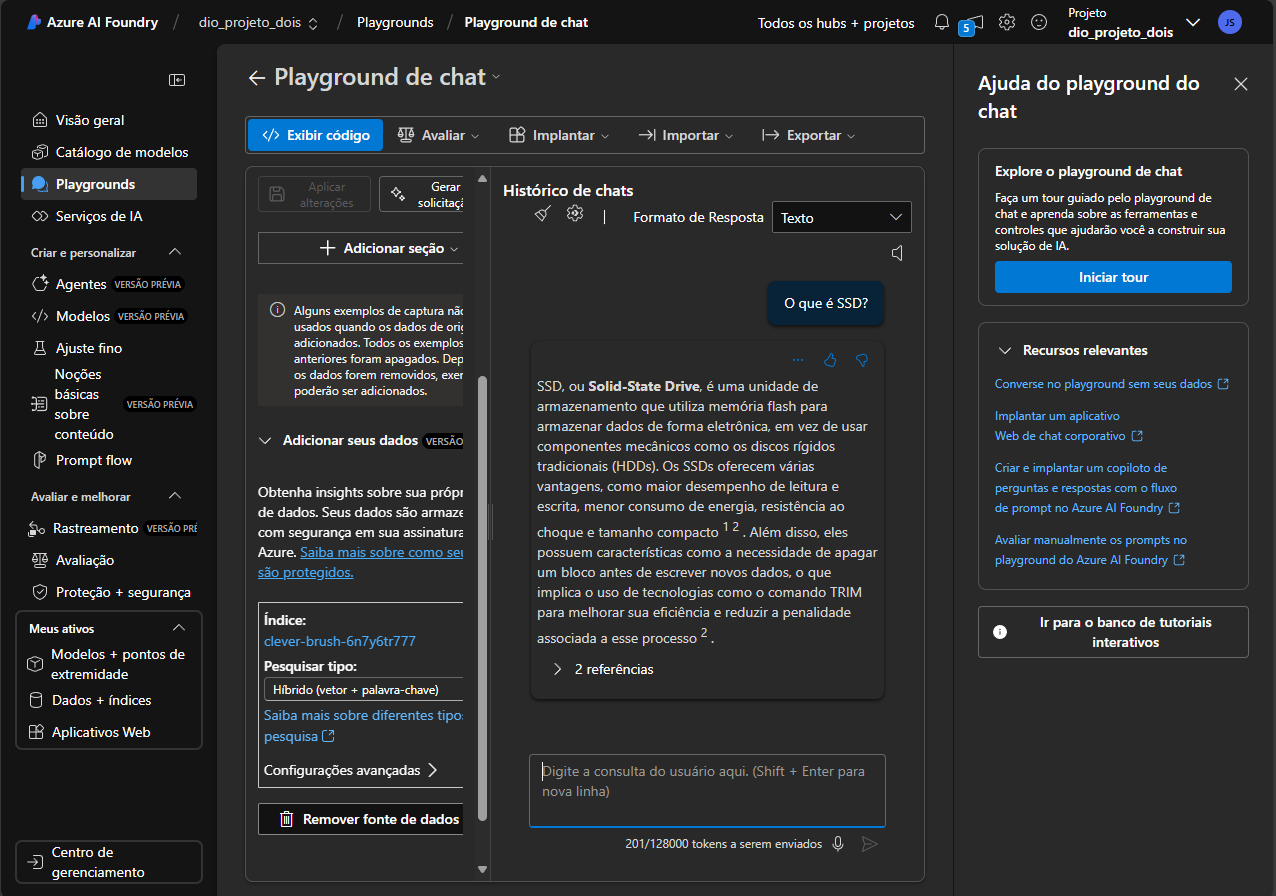 Azure AI Foundry / dio_projeto_dois / Playgrounds / Playground de chat
Todos os hubs + projetos
5
Projeto
dio_projeto_dois
JS
Visão geral
Catálogo de modelos
Playgrounds
Serviços de IA
Criar e personalizar
Agentes VERSÃO PRÉVIA
Modelos VERSÃO PRÉVIA
Ajuste fino
Noções
básicas
sobre
conteúdo
VERSÃO PRÉVIA
Prompt flow
Avaliar e melhorar
Rastreamento VERSÃO PRÉ
Avaliação
Proteção + segurança
Meus ativos
Modelos + pontos de
extremidade
Dados + índices
Aplicativos Web
Centro de
gerenciamento
Playground de chat
Exibir código
Avaliar
Implantar
Importar
Exportar
Aplicar
alterações
Gerar
solicitaç
Adicionar seção
Alguns exemplos de captura não
usados quando os dados de orig
adicionados. Todos os exemplos
anteriores foram apagados. Dep
os dados forem removidos, exer
poderão ser adicionados.
Adicionar seus dados VERSÃO
Obtenha insights sobre sua própr
de dados. Seus dados são armaze
com segurança em sua assinatura
Azure. Saiba mais sobre como seu
são protegidos.
Índice:
clever-brush-6n7y6tr777
Pesquisar tipo:
Híbrido (vetor + palavra-chave)
Saiba mais sobre diferentes tipos
pesquisa
Configurações avançadas
Remover fonte de dados
Histórico de chats
Formato de Resposta
Texto
O que é SSD?
SSD, ou Solid-State Drive, é uma unidade de
armazenamento que utiliza memória flash para
armazenar dados de forma eletrônica, em vez de usar
componentes mecânicos como os discos rígidos
tradicionais (HDDs). Os SSDs oferecem várias
vantagens, como maior desempenho de leitura e
escrita, menor consumo de energia, resistência ao
choque e tamanho compacto 1 2 . Além disso, eles
possuem características como a necessidade de apagar
um bloco antes de escrever novos dados, o que
implica o uso de tecnologias como o comando TRIM
para melhorar sua eficiência e reduzir a penalidade
associada a esse processo 2 .
2 referências
Digite a consulta do usuário aqui. (Shift + Enter para
nova linha)
201/128000 tokens a serem enviados
Ajuda do playground do
chat
Explore o playground de chat
Faça um tour guiado pelo playground de
chat e aprenda sobre as ferramentas e
controles que ajudarão você a construir sua
solução de IA.
Iniciar tour
Recursos relevantes
Converse no playground sem seus dados
Implantar um aplicativo
Web de chat corporativo
Criar e implantar um copiloto de
perguntas e respostas com o fluxo
de prompt no Azure AI Foundry
Avaliar manualmente os prompts no
playground do Azure AI Foundry
Ir para o banco de tutoriais
interativos